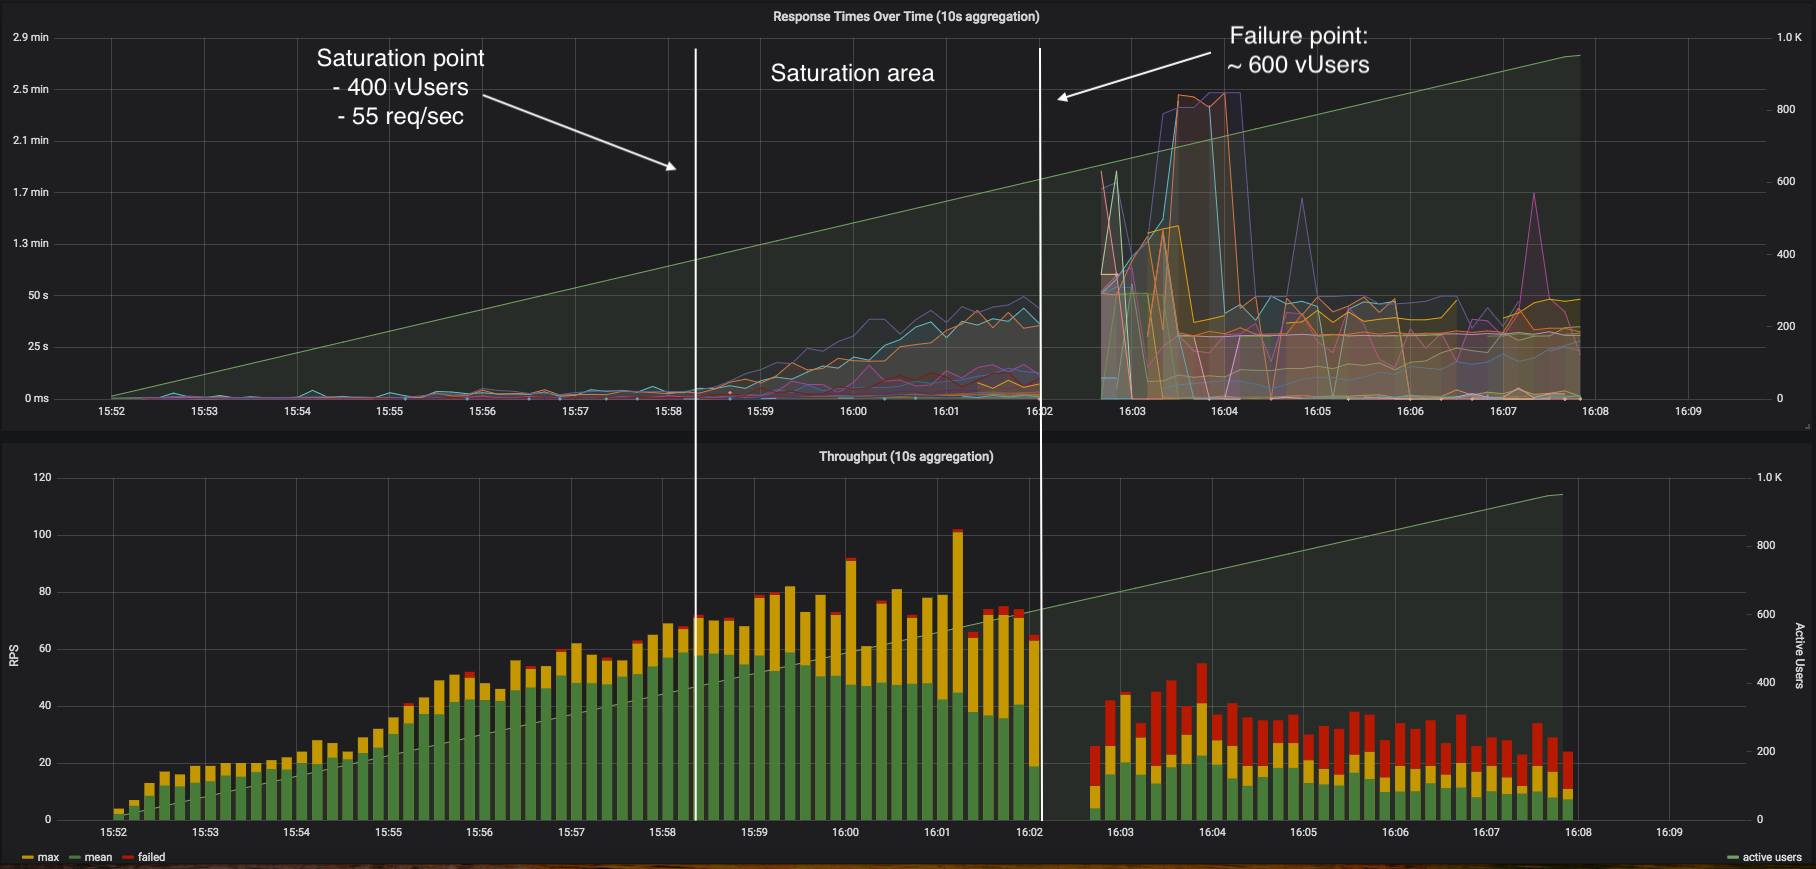 Response Times Over Time (10s aggregation)
2.9 min
2.5 min
2.1 min
1.7 min
1.3 min
50 s
25 s
0 ms
1.0 K
800
600
400
200
0
Saturation point
- 400 vUsers
- 55 req/sec
Saturation area
Failure point:
~ 600 vUsers
15:52 15:53 15:54 15:55 15:56 15:57 15:58 15:59 16:00 16:01 16:02 16:03 16:04 16:05 16:06 16:07 16:08 16:09
Throughput (10s aggregation)
RPS
120
100
80
60
40
20
0
1.0 K
800
600
400
200
0
Active Users
15:52 15:53 15:54 15:55 15:56 15:57 15:58 15:59 16:00 16:01 16:02 16:03 16:04 16:05 16:06 16:07 16:08 16:09
max mean failed
active users